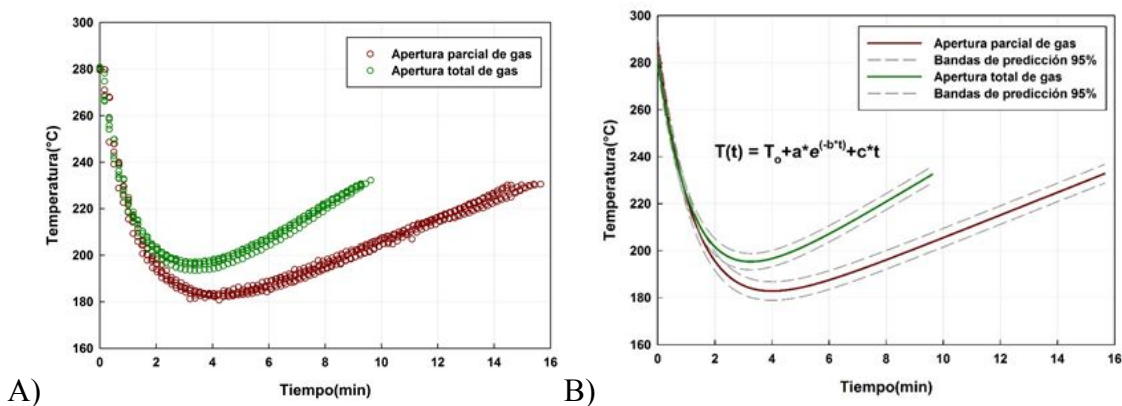 300
280
260
240
220
200
180
160
Temperatura(°C)
Apertura parcial de gas
Apertura total de gas
0 2 4 6 8 10 12 14 16
Tiempo(min)
A)
300
280
260
240
220
200
180
160
Temperatura(°C)
Apertura parcial de gas
Bandas de predicción 95%
Apertura total de gas
Bandas de predicción 95%
T(t) = To+a*e(-b*t)+c*t
0 2 4 6 8 10 12 14 16
Tiempo(min)
B)